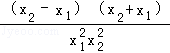 (x₂ − x₁) (x₂+x₁)
x₁²x₂²